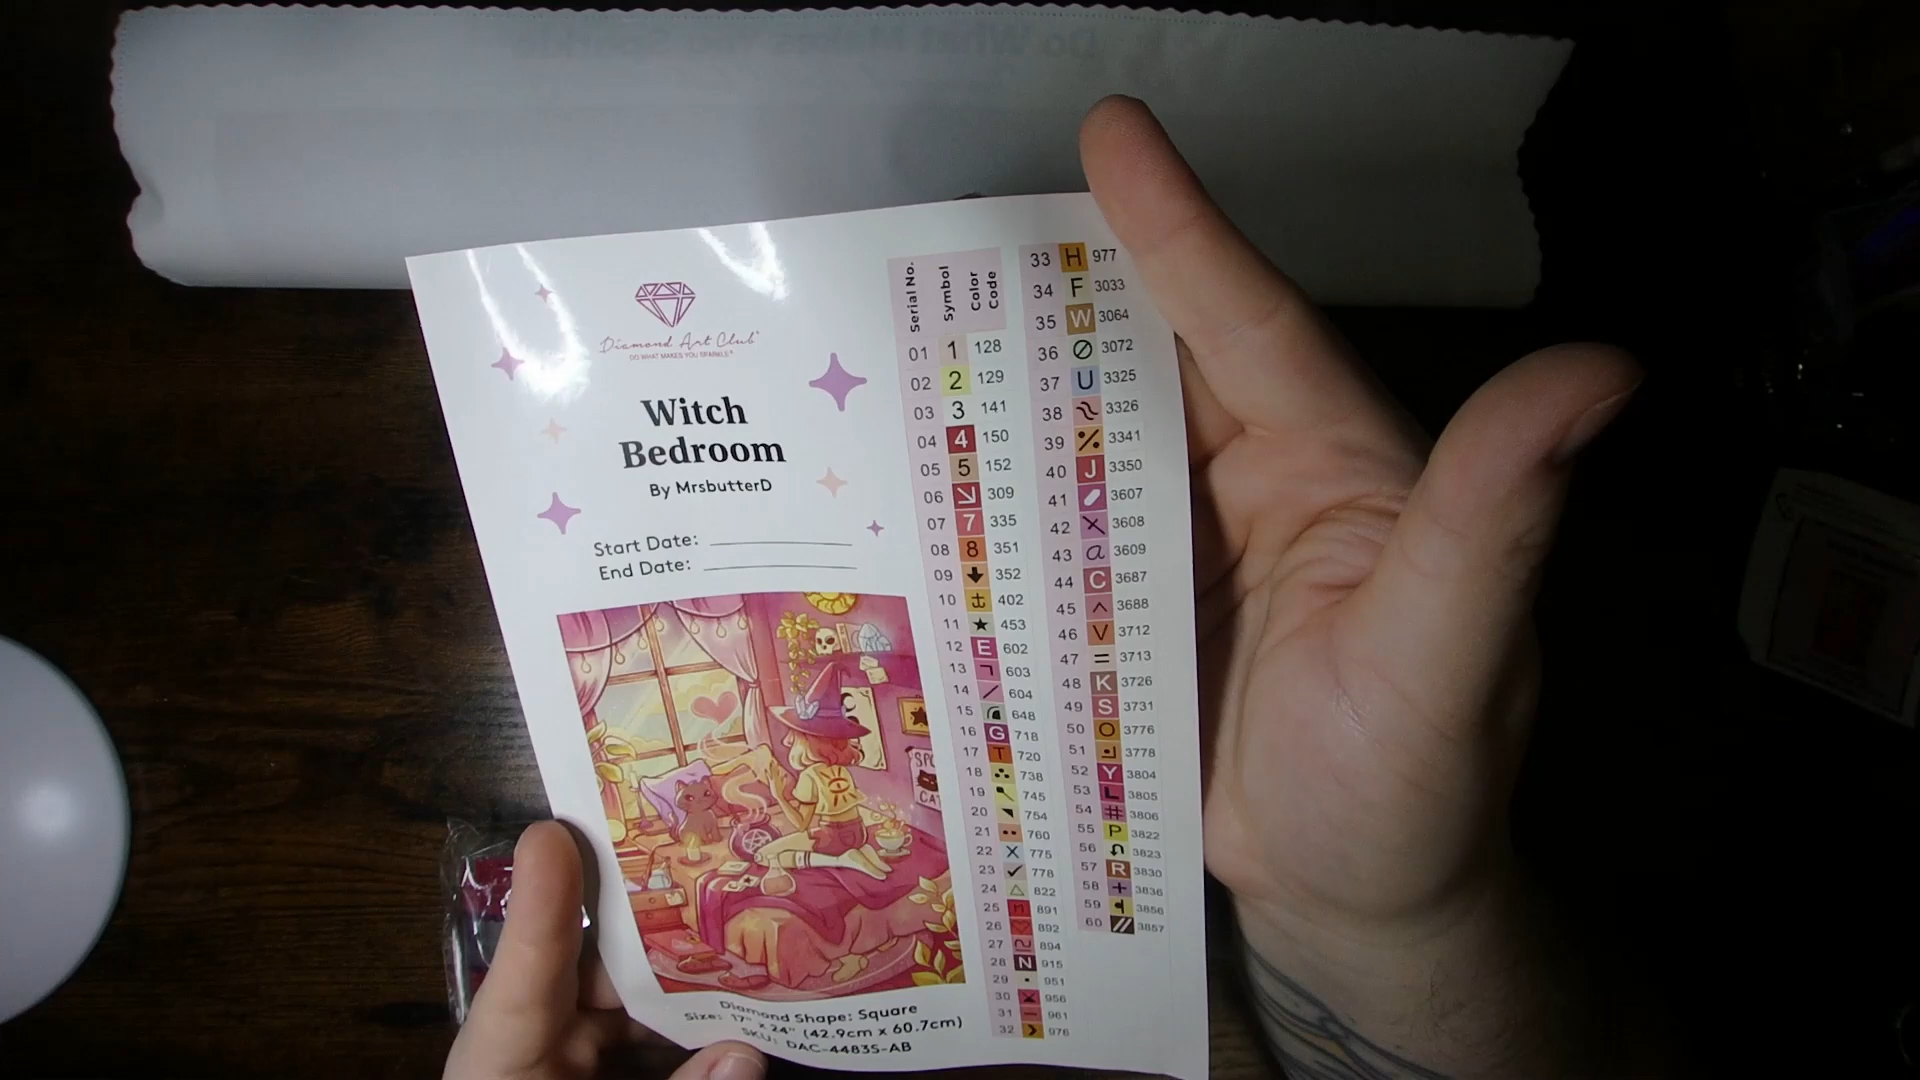 Do What Makes You Sparkle
Diamond Art Club
DO WHAT MAKES YOU SPARKLE
Witch
Bedroom
By MrsbutterD
Start Date:
End Date:
SPO
CAT
Diamond Shape: Square
Size: 17" x 24" (42.9cm x 60.7cm)
SKU: DAC-44835-AB
Serial No. Symbol Color Code
01 1 128
02 2 129
03 3 141
04 4 150
05 5 152
06 309
07 7 335
08 8 351
09 352
10 402
11 ★ 453
12 E 602
13 603
14 / 604
15 648
16 G 718
17 T 720
18 738
19 745
20 754
21 760
22 X 775
23 ✓ 778
24 △ 822
25 M 891
26 892
27 894
28 N 915
29 951
30 956
31 961
32 976
33 H 977
34 F 3033
35 W 3064
36 3072
37 U 3325
38 3326
39 % 3341
40 J 3350
41 3607
42 X 3608
43 a 3609
44 C 3687
45 ^ 3688
46 V 3712
47 = 3713
48 K 3726
49 S 3731
50 O 3776
51 3778
52 Y 3804
53 L 3805
54 # 3806
55 P 3822
56 3823
57 R 3830
58 + 3836
59 3856
60 // 3857